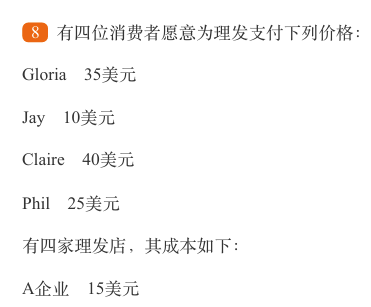 8 有四位消费者愿意为理发支付下列价格：
Gloria 35美元
Jay 10美元
Claire 40美元
Phil 25美元
有四家理发店，其成本如下：
A企业 15美元